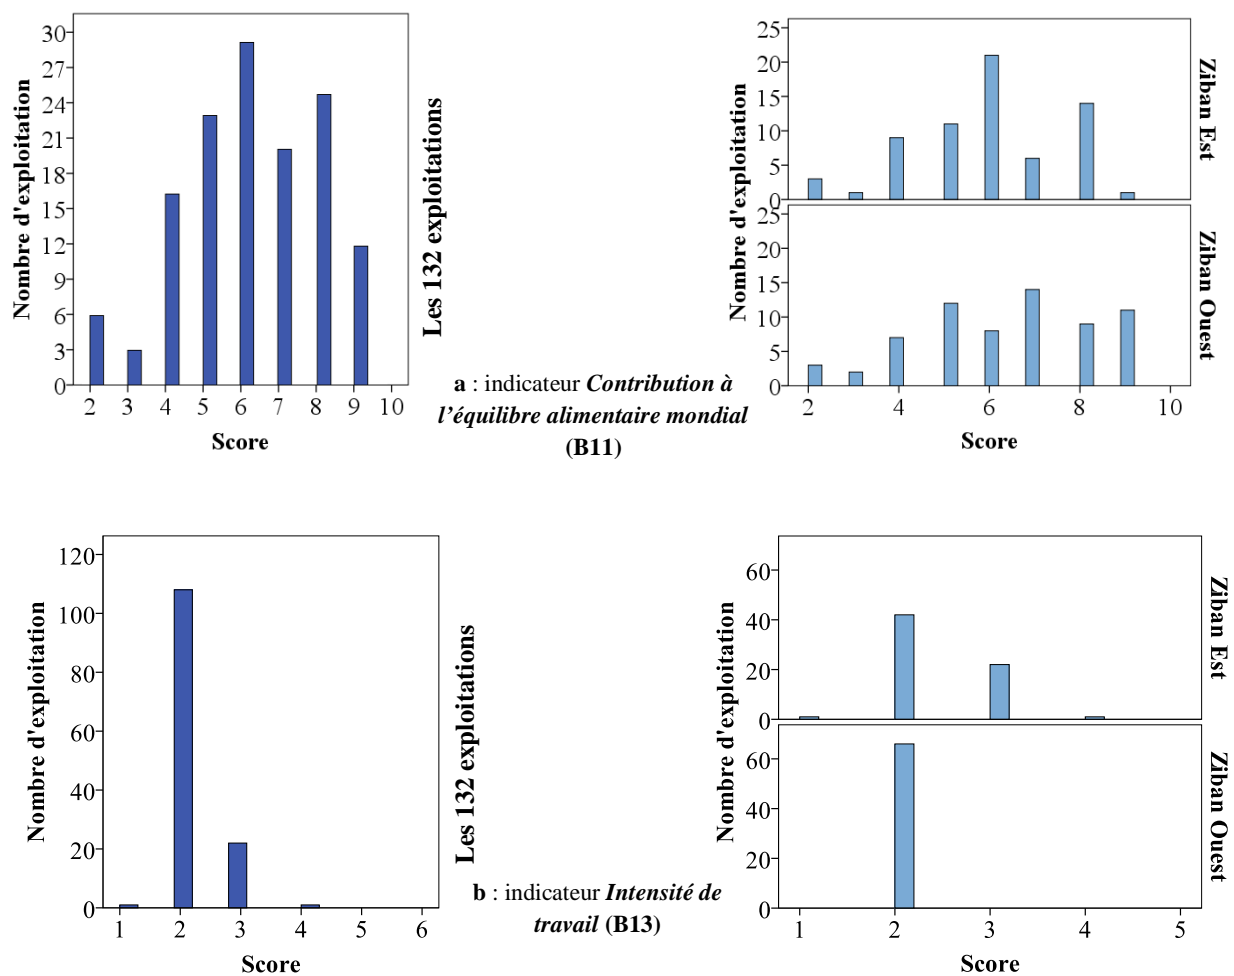 30
27
24
21
18
15
12
9
6
3
0
Nombre d'exploitation
2 3 4 5 6 7 8 9 10
Score
Les 132 exploitations
a : indicateur Contribution à
l'équilibre alimentaire mondial
(B11)
25
20
15
10
5
0
25
20
15
10
5
0
Nombre d'exploitation
2 4 6 8 10
Score
Ziban Est
Ziban Ouest
120
100
80
60
40
20
0
Nombre d'exploitation
1 2 3 4 5 6
Score
Les 132 exploitations
b : indicateur Intensité de
travail (B13)
60
40
20
0
60
40
20
0
Nombre d'exploitation
1 2 3 4 5
Score
Ziban Est
Ziban Ouest